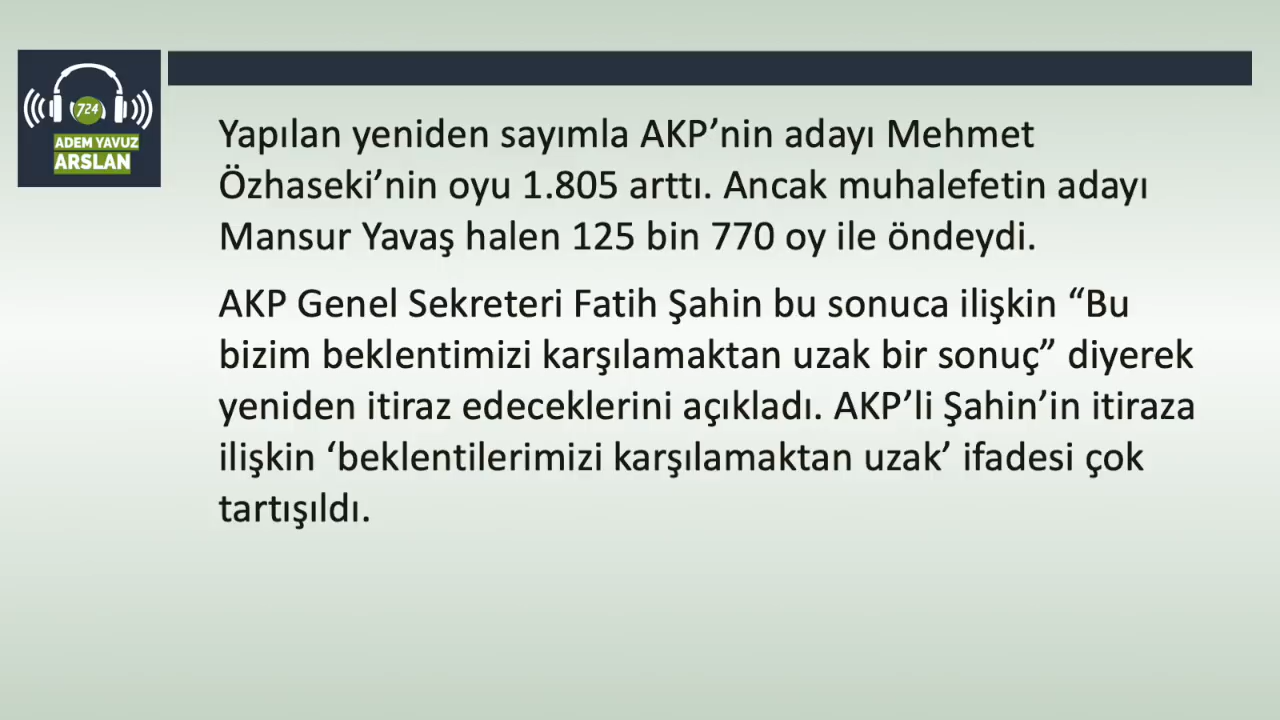 724
ADEM YAVUZ
ARSLAN
Yapılan yeniden sayımla AKP’nin adayı Mehmet
Özhaseki’nin oyu 1.805 arttı. Ancak muhalefetin adayı
Mansur Yavaş halen 125 bin 770 oy ile öndeydi.
AKP Genel Sekreteri Fatih Şahin bu sonuca ilişkin “Bu
bizim beklentimizi karşılamaktan uzak bir sonuç” diyerek
yeniden itiraz edeceklerini açıkladı. AKP’li Şahin’in itiraza
ilişkin ‘beklentilerimizi karşılamaktan uzak’ ifadesi çok
tartışıldı.